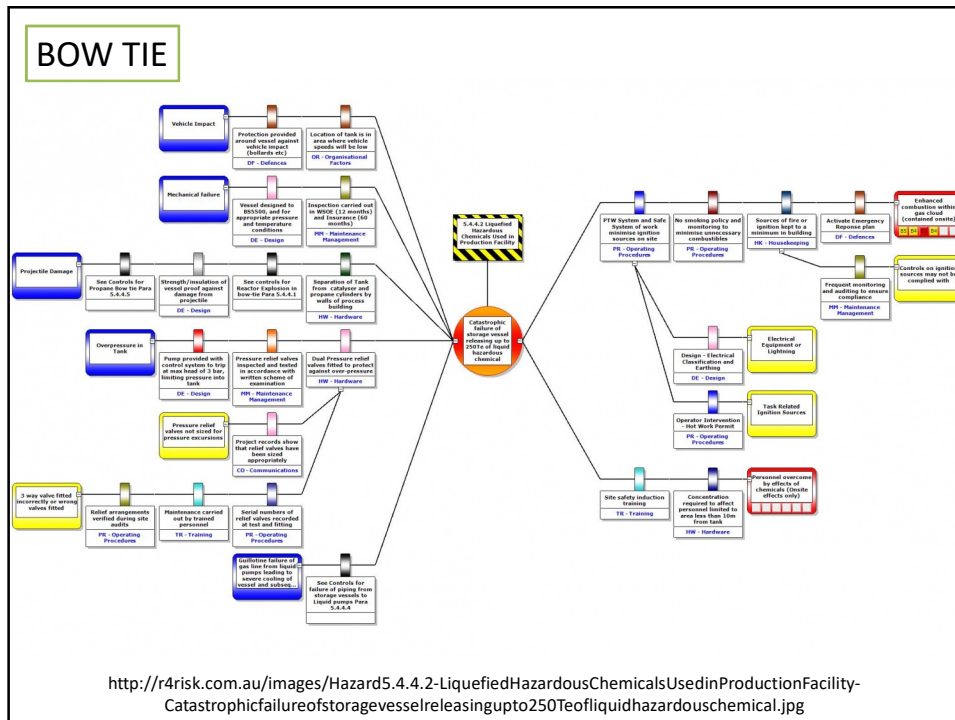 BOW TIE
Vehicle Impact
Protection provided
around vessel against
vehicle impact
(bollards etc)
DF - Defences
Location of tank is in
area where vehicle
speeds will be low
OR - Organisational
Factors
Mechanical failure
Vessel designed to
BS5500, and for
appropriate pressure
and temperature
conditions
DE - Design
Inspection carried out
in WSOE (12 months)
and Insurance (60
months)
MM - Maintenance
Management
Projectile Damage
See Controls for
Propane Bow tie Para
5.4.4.5
Strength/insulation of
vessel proof against
damage from
projectile
DE - Design
See controls for
Reactor Explosion in
bow-tie Para 5.4.4.1
Separation of Tank
from catalyser and
propane cylinders by
walls of process
building
HW - Hardware
Overpressure in
Tank
Pump provided with
control system to trip
at max head of 3 bar,
limiting pressure into
tank
DE - Design
Pressure relief valves
inspected and tested
in accordance with
written scheme of
examination
MM - Maintenance
Management
Dual Pressure relief
valves fitted to protect
against over-pressure
HW - Hardware
Pressure relief
valves not sized for
pressure excursions
Project records show
that relief valves have
been sized
appropriately
CO - Communications
3 way valve fitted
incorrectly or wrong
valves fitted
Relief arrangements
verified during site
audits
PR - Operating
Procedures
Maintenance carried
out by trained
personnel
TR - Training
Serial numbers of
relief valves recorded
at test and fitting
PR - Operating
Procedures
Guillotine failure of
gas line from liquid
pumps leading to
severe cooling of
vessel and subseq...
See Controls for
failure of piping from
storage vessels to
Liquid pumps Para
5.4.4.4
5.4.4.2 Liquefied
Hazardous
Chemicals Used in
Production Facility
Catastrophic
failure of
storage vessel
releasing up to
250Te of liquid
hazardous
chemical
PTW System and Safe
System of work
minimise ignition
sources on site
PR - Operating
Procedures
No smoking policy and
monitoring to
minimise unnecessary
combustibles
PR - Operating
Procedures
Sources of fire or
ignition kept to a
minimum in building
HK - Housekeeping
Activate Emergency
Reponse plan
DF - Defences
Enhanced
combustion within
gas cloud
(contained onsite)
Frequent monitoring
and auditing to ensure
compliance
MM - Maintenance
Management
Controls on ignition
sources may not be
complied with
Design - Electrical
Classification and
Earthing
DE - Design
Electrical
Equipment or
Lightning
Operator Intervention
- Hot Work Permit
PR - Operating
Procedures
Task Related
Ignition Sources
Site safety induction
training
TR - Training
Concentration
required to affect
personnel limited to
area less than 10m
from tank
HW - Hardware
Personnel overcome
by effects of
chemicals (Onsite
effects only)
http://r4risk.com.au/images/Hazard5.4.4.2-LiquefiedHazardousChemicalsUsedinProductionFacility-
Catastrophicfailureofstoragevesselreleasingupto250Teofliquidhazardouschemical.jpg